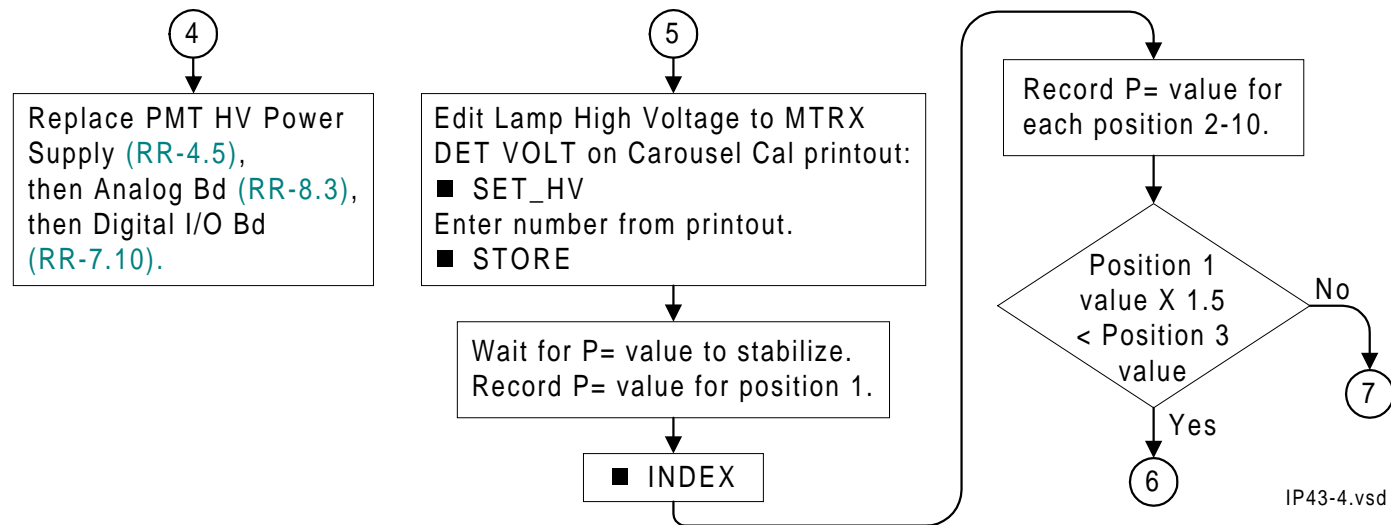 4
Replace PMT HV Power
Supply (RR-4.5),
then Analog Bd (RR-8.3),
then Digital I/O Bd
(RR-7.10).
5
Edit Lamp High Voltage to MTRX
DET VOLT on Carousel Cal printout:
■ SET_HV
Enter number from printout.
■ STORE
Wait for P= value to stabilize.
Record P= value for position 1.
■ INDEX
Record P= value for
each position 2-10.
Position 1
value X 1.5
< Position 3
value
No
7
Yes
6
IP43-4.vsd